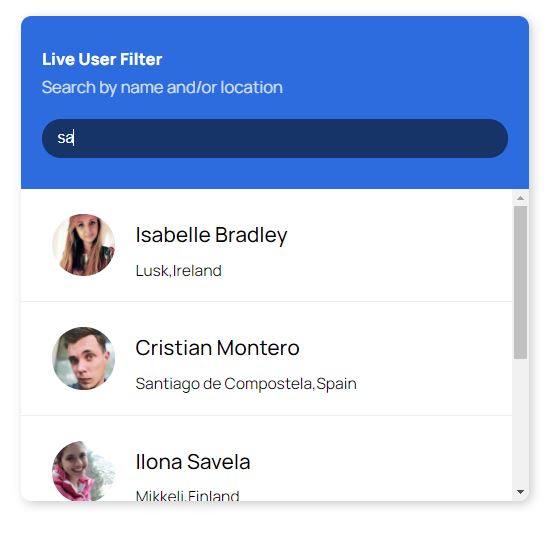 Live User Filter
Search by name and/or location
sa
Isabelle Bradley
Lusk,Ireland
Cristian Montero
Santiago de Compostela,Spain
Ilona Savela
Mikkeli,Finland